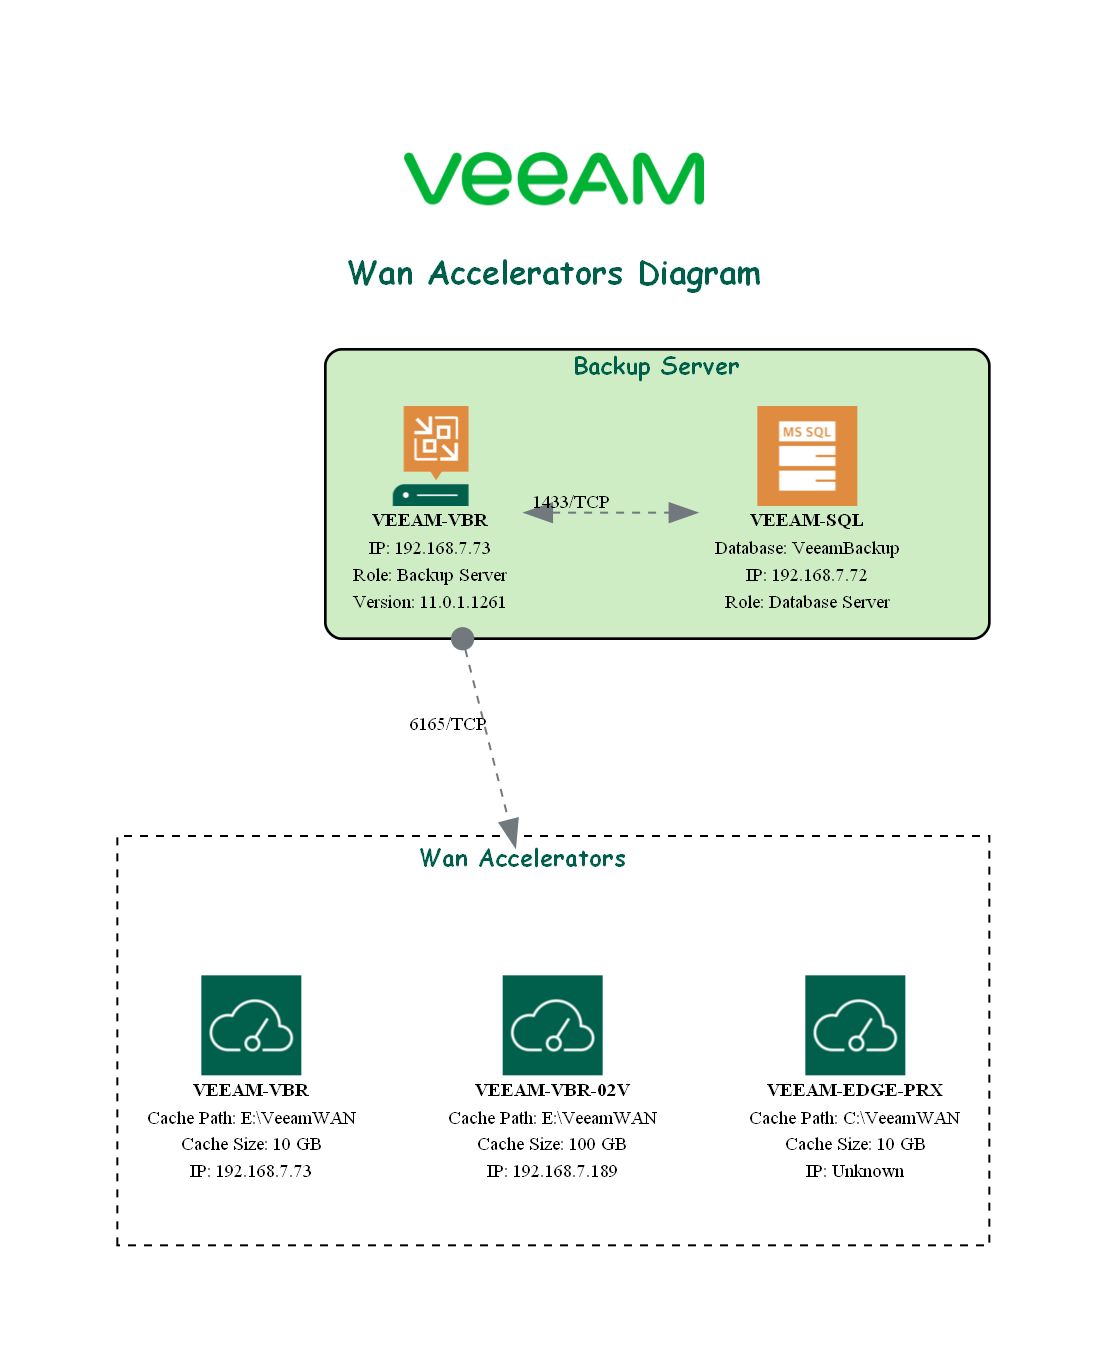 veeAM
Wan Accelerators Diagram
Backup Server
MS SQL
1433/TCP
VEEAM-VBR
IP: 192.168.7.73
Role: Backup Server
Version: 11.0.1.1261
VEEAM-SQL
Database: VeeamBackup
IP: 192.168.7.72
Role: Database Server
6165/TCP
Wan Accelerators
VEEAM-VBR
Cache Path: E:\VeeamWAN
Cache Size: 10 GB
IP: 192.168.7.73
VEEAM-VBR-02V
Cache Path: E:\VeeamWAN
Cache Size: 100 GB
IP: 192.168.7.189
VEEAM-EDGE-PRX
Cache Path: C:\VeeamWAN
Cache Size: 10 GB
IP: Unknown